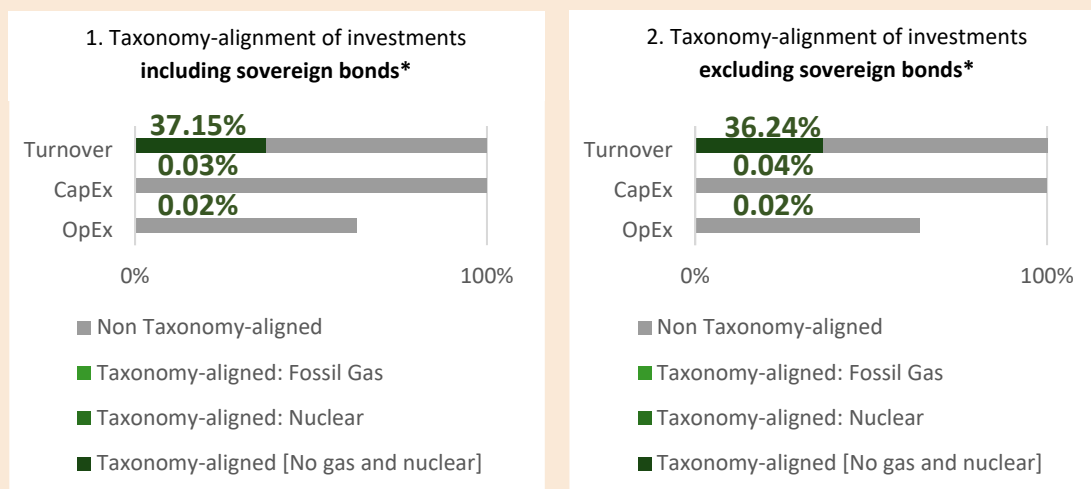 1. Taxonomy-alignment of investments
including sovereign bonds*
37.15%
Turnover
0.03%
CapEx
0.02%
OpEx
0%
100%
Non Taxonomy-aligned
Taxonomy-aligned: Fossil Gas
Taxonomy-aligned: Nuclear
Taxonomy-aligned [No gas and nuclear]
2. Taxonomy-alignment of investments
excluding sovereign bonds*
36.24%
Turnover
0.04%
CapEx
0.02%
OpEx
0%
100%
Non Taxonomy-aligned
Taxonomy-aligned: Fossil Gas
Taxonomy-aligned: Nuclear
Taxonomy-aligned [No gas and nuclear]